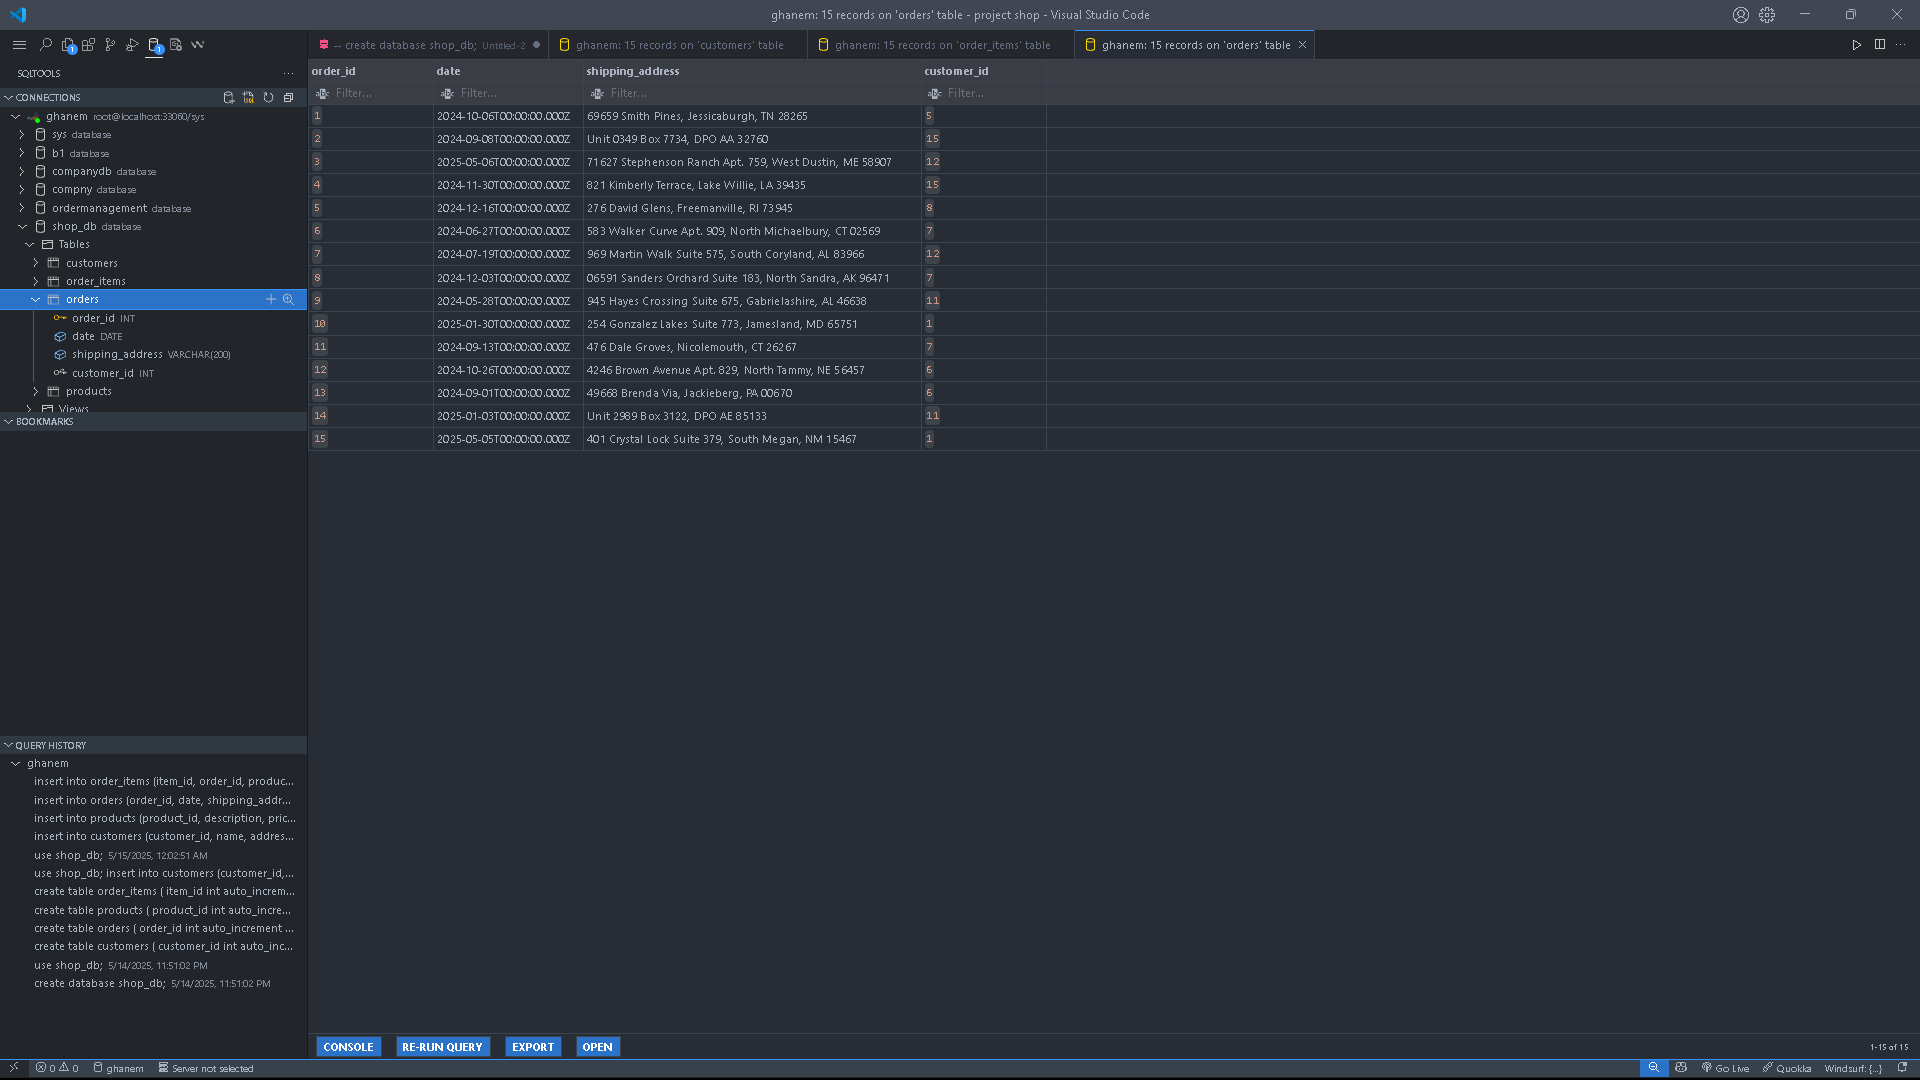 ghanem: 15 records on 'orders' table - project shop - Visual Studio Code
-- create database shop_db; Untitled-2
ghanem: 15 records on 'customers' table
ghanem: 15 records on 'order_items' table
ghanem: 15 records on 'orders' table
SQLTOOLS
CONNECTIONS
ghanem root@localhost:33060/sys
sys database
b1 database
companydb database
compny database
ordermanagement database
shop_db database
Tables
customers
order_items
orders
order_id INT
date DATE
shipping_address VARCHAR(200)
customer_id INT
products
Views
BOOKMARKS
QUERY HISTORY
ghanem
insert into order_items (item_id, order_id, produc...
insert into orders (order_id, date, shipping_addr...
insert into products (product_id, description, pric...
insert into customers (customer_id, name, addres...
use shop_db; 5/15/2025, 12:02:51 AM
use shop_db; insert into customers (customer_id,...
create table order_items ( item_id int auto_increm...
create table products ( product_id int auto_incre...
create table orders ( order_id int auto_increment ...
create table customers ( customer_id int auto_inc...
use shop_db; 5/14/2025, 11:51:02 PM
create database shop_db; 5/14/2025, 11:51:02 PM
order_id date shipping_address customer_id
Filter... Filter... Filter... Filter...
1 2024-10-06T00:00:00.000Z 69659 Smith Pines, Jessicaburgh, TN 28265 5
2 2024-09-08T00:00:00.000Z Unit 0349 Box 7734, DPO AA 32760 15
3 2025-05-06T00:00:00.000Z 71627 Stephenson Ranch Apt. 759, West Dustin, ME 58907 12
4 2024-11-30T00:00:00.000Z 821 Kimberly Terrace, Lake Willie, LA 39435 15
5 2024-12-16T00:00:00.000Z 276 David Glens, Freemanville, RI 73945 8
6 2024-06-27T00:00:00.000Z 583 Walker Curve Apt. 909, North Michaelbury, CT 02569 7
7 2024-07-19T00:00:00.000Z 969 Martin Walk Suite 575, South Coryland, AL 83966 12
8 2024-12-03T00:00:00.000Z 06591 Sanders Orchard Suite 183, North Sandra, AK 96471 7
9 2024-05-28T00:00:00.000Z 945 Hayes Crossing Suite 675, Gabrielashire, AL 46638 11
10 2025-01-30T00:00:00.000Z 254 Gonzalez Lakes Suite 773, Jamesland, MD 65751 1
11 2024-09-13T00:00:00.000Z 476 Dale Groves, Nicolemouth, CT 26267 7
12 2024-10-26T00:00:00.000Z 4246 Brown Avenue Apt. 829, North Tammy, NE 56457 6
13 2024-09-01T00:00:00.000Z 49668 Brenda Via, Jackieberg, PA 00670 6
14 2025-01-03T00:00:00.000Z Unit 2989 Box 3122, DPO AE 85133 11
15 2025-05-05T00:00:00.000Z 401 Crystal Lock Suite 379, South Megan, NM 15467 1
CONSOLE RE-RUN QUERY EXPORT OPEN
1-15 of 15
0 0 ghanem Server not selected
Go Live Quokka Windsurf: {...}